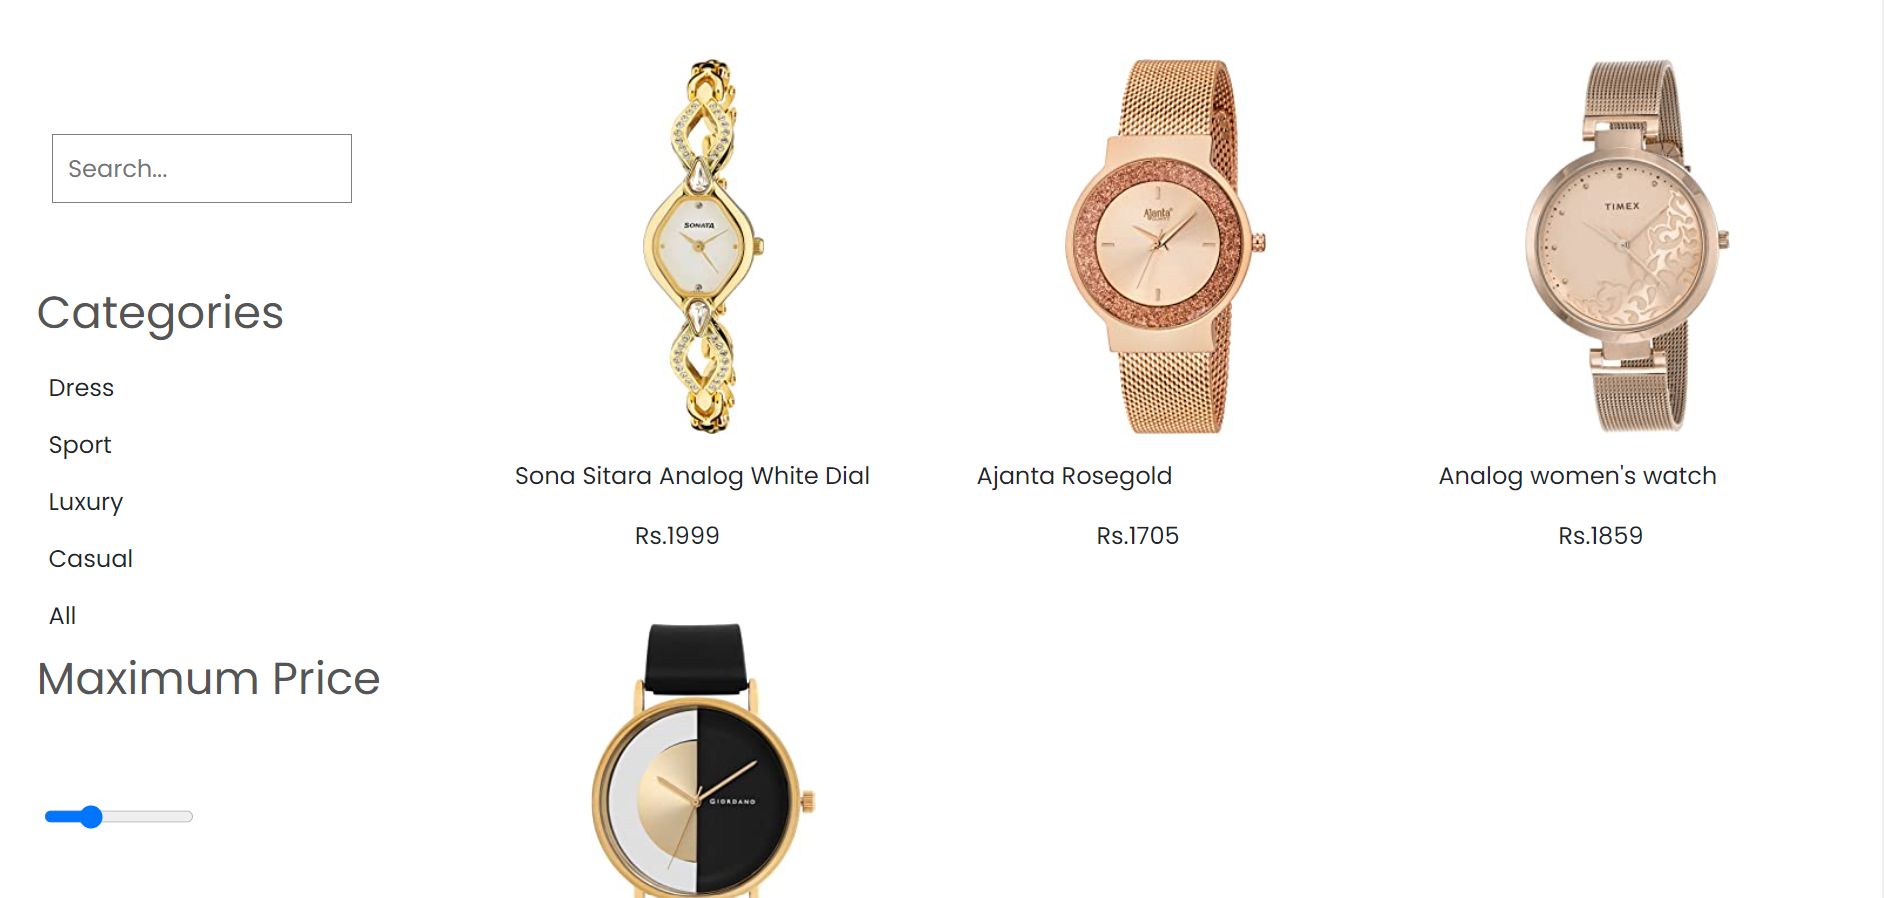 Search...
Categories
Dress
Sport
Luxury
Casual
All
Maximum Price
SONATA
Sona Sitara Analog White Dial
Rs.1999
Ajanta
Ajanta Rosegold
Rs.1705
TIMEX
Analog women's watch
Rs.1859
GIORDANO